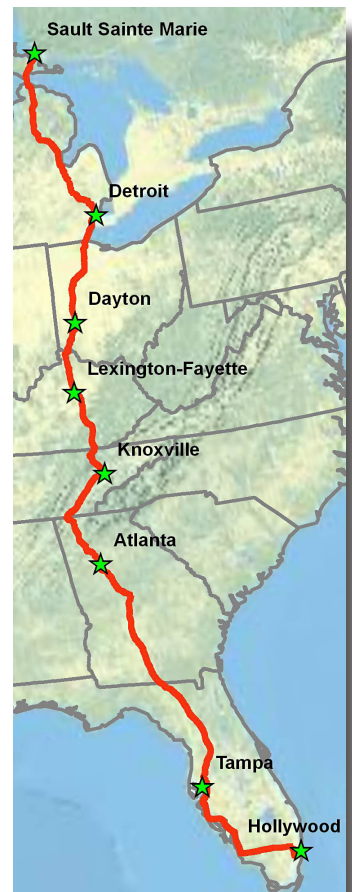 Sault Sainte Marie
Detroit
Dayton
Lexington-Fayette
Knoxville
Atlanta
Tampa
Hollywood